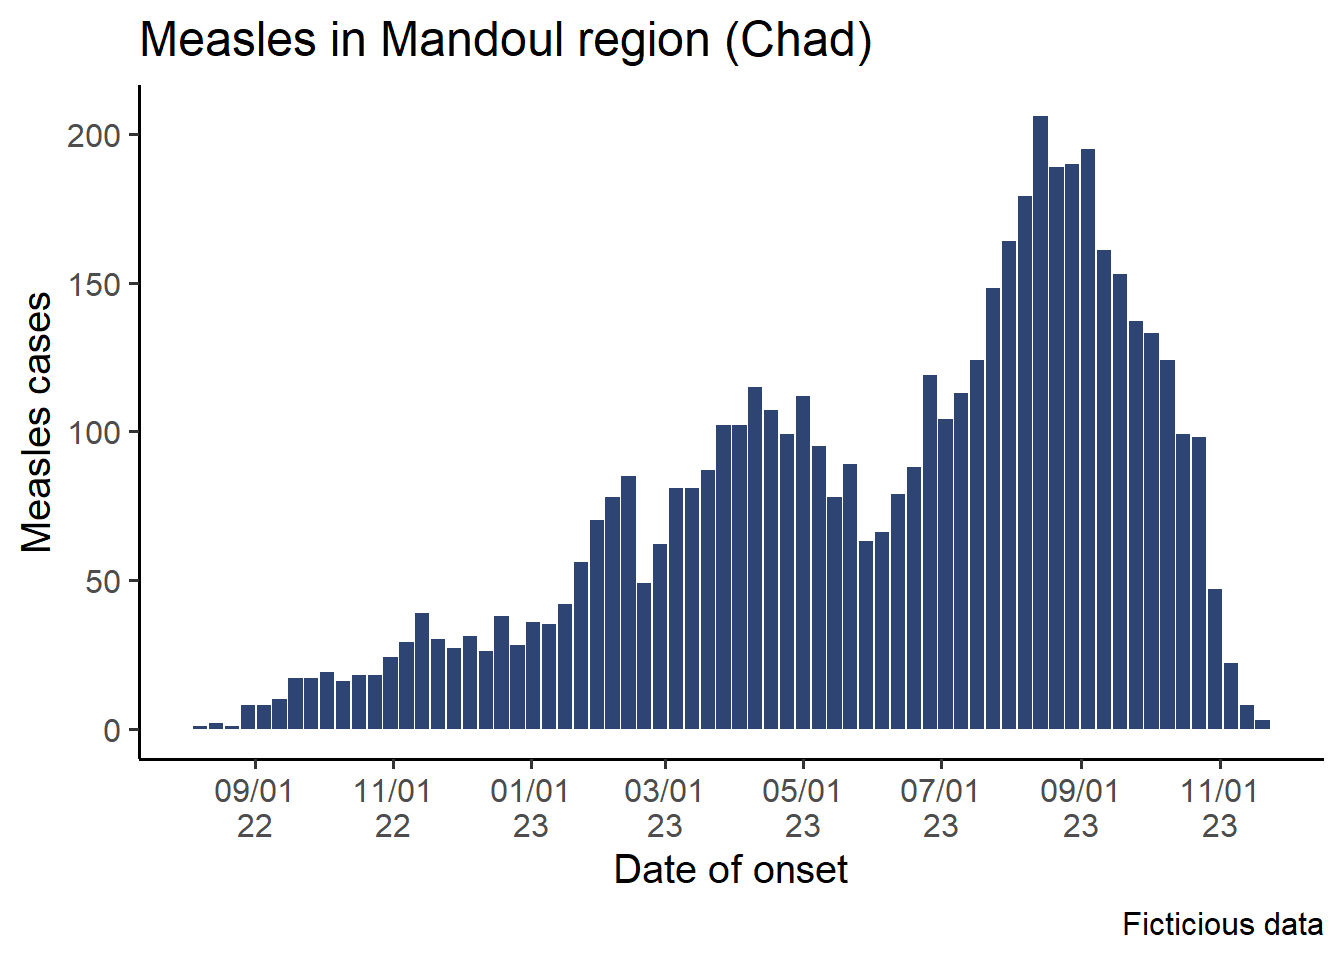 Measles in Mandoul region (Chad)
Measles cases
200
150
100
50
0
09/01 11/01 01/01 03/01 05/01 07/01 09/01 11/01
22 22 23 23 23 23 23 23
Date of onset
Ficticious data